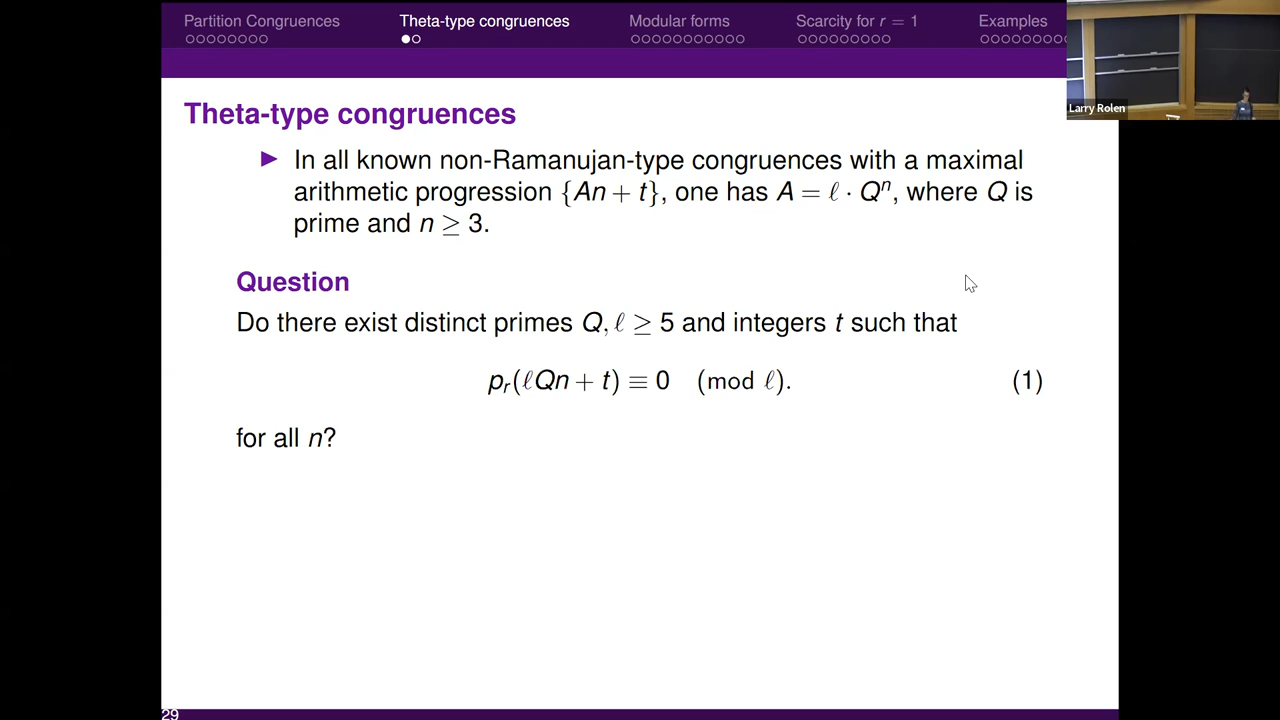 Partition Congruences Theta-type congruences Modular forms Scarcity for r = 1 Examples
Larry Rolen
Theta-type congruences
▶ In all known non-Ramanujan-type congruences with a maximal
arithmetic progression {An + t}, one has A = ℓ · Qⁿ, where Q is
prime and n ≥ 3.
Question
Do there exist distinct primes Q, ℓ ≥ 5 and integers t such that
pᵣ(ℓQn + t) ≡ 0 (mod ℓ). (1)
for all n?
29